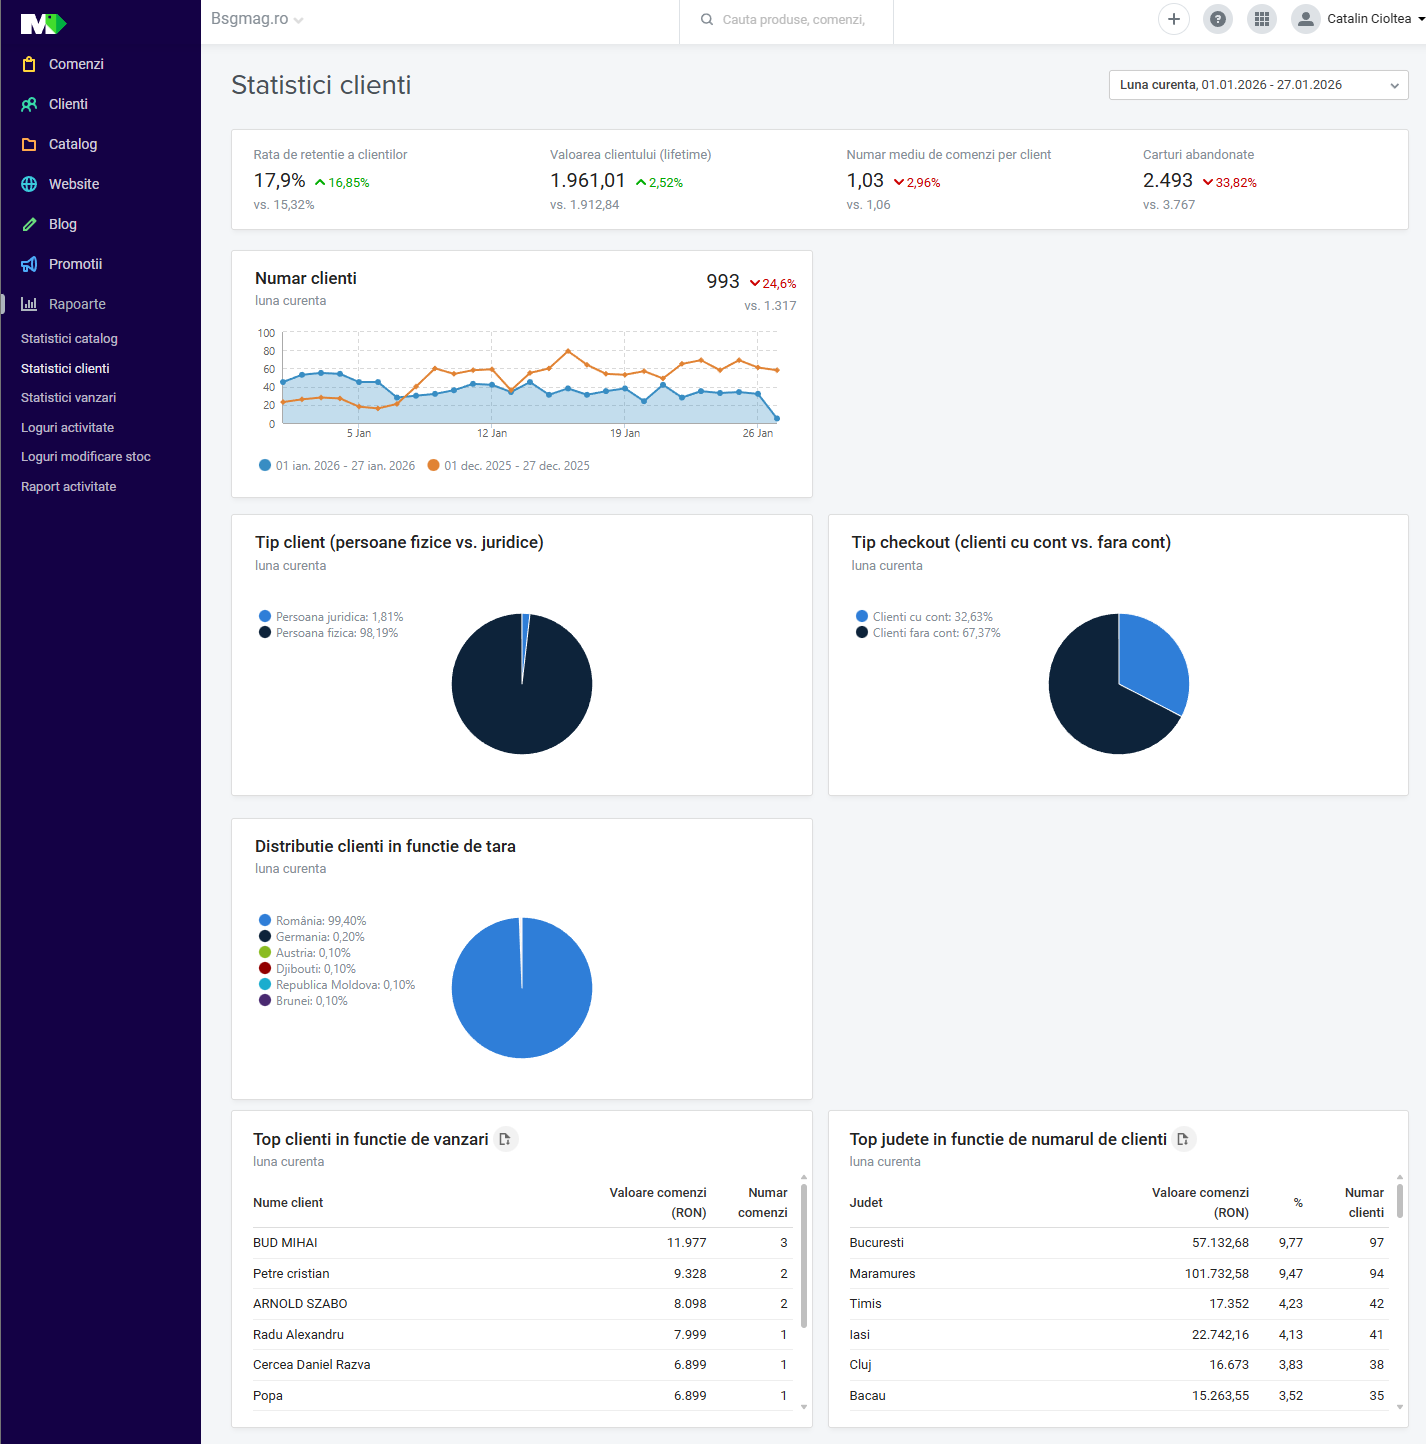 Bsgmag.ro
Cauta produse, comenzi,
Catalin Cioltea
Comenzi
Clienti
Catalog
Website
Blog
Promotii
Rapoarte
Statistici catalog
Statistici clienti
Statistici vanzari
Loguri activitate
Loguri modificare stoc
Raport activitate
Statistici clienti
Luna curenta, 01.01.2026 - 27.01.2026
Rata de retentie a clientilor
17,9% 16,85%
vs. 15,32%
Valoarea clientului (lifetime)
1.961,01 2,52%
vs. 1.912,84
Numar mediu de comenzi per client
1,03 2,96%
vs. 1,06
Carturi abandonate
2.493 33,82%
vs. 3.767
Numar clienti
luna curenta
993 24,6%
vs. 1.317
100
80
60
40
20
0
5 Jan 12 Jan 19 Jan 26 Jan
01 ian. 2026 - 27 ian. 2026 01 dec. 2025 - 27 dec. 2025
Tip client (persoane fizice vs. juridice)
luna curenta
Persoana juridica: 1,81%
Persoana fizica: 98,19%
Tip checkout (clienti cu cont vs. fara cont)
luna curenta
Clienti cu cont: 32,63%
Clienti fara cont: 67,37%
Distributie clienti in functie de tara
luna curenta
România: 99,40%
Germania: 0,20%
Austria: 0,10%
Djibouti: 0,10%
Republica Moldova: 0,10%
Brunei: 0,10%
Top clienti in functie de vanzari
luna curenta
Nume client Valoare comenzi (RON) Numar comenzi
BUD MIHAI 11.977 3
Petre cristian 9.328 2
ARNOLD SZABO 8.098 2
Radu Alexandru 7.999 1
Cercea Daniel Razva 6.899 1
Popa 6.899 1
Top judete in functie de numarul de clienti
luna curenta
Judet Valoare comenzi (RON) % Numar clienti
Bucuresti 57.132,68 9,77 97
Maramures 101.732,58 9,47 94
Timis 17.352 4,23 42
Iasi 22.742,16 4,13 41
Cluj 16.673 3,83 38
Bacau 15.263,55 3,52 35